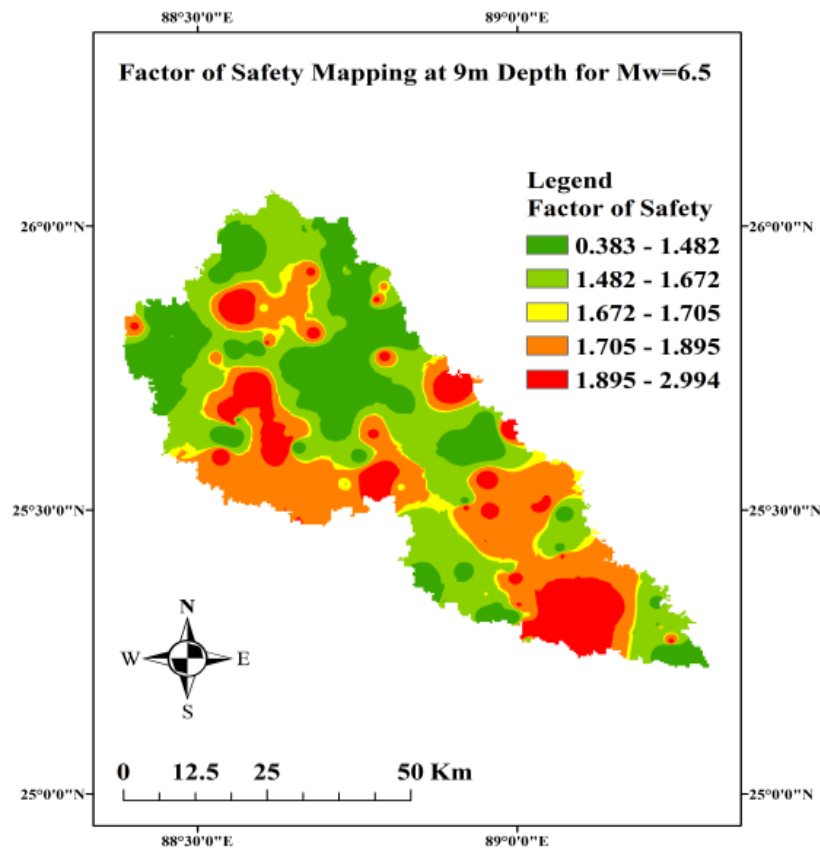 88°30'0"E 89°0'0"E
Factor of Safety Mapping at 9m Depth for Mw=6.5
Legend
Factor of Safety
26°0'0"N 26°0'0"N
0.383 - 1.482
1.482 - 1.672
1.672 - 1.705
1.705 - 1.895
1.895 - 2.994
25°30'0"N 25°30'0"N
N
W E
S
0 12.5 25 50 Km
25°0'0"N 25°0'0"N
88°30'0"E 89°0'0"E